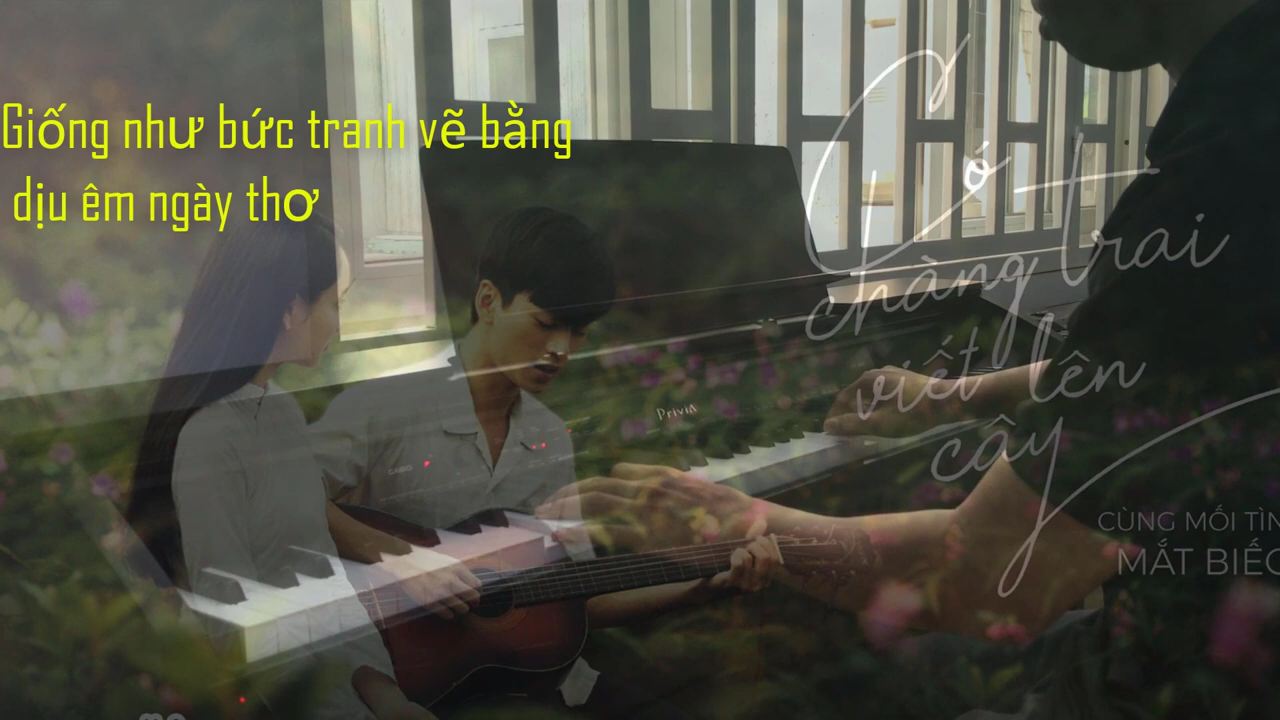 Giống như bức tranh vẽ bằng
dịu êm ngày thơ
Có
chàng trai
viết lên
cây
CÙNG MỐI TÌN
MẮT BIẾC
Privia
CASIO